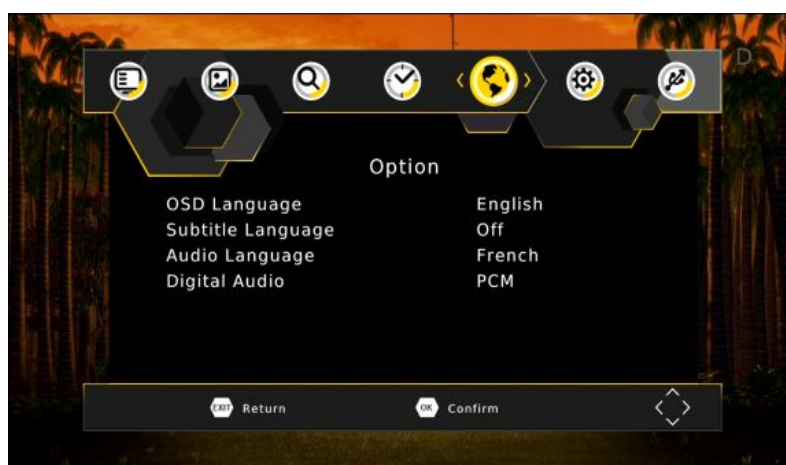 D
Option
OSD Language English
Subtitle Language Off
Audio Language French
Digital Audio PCM
EXIT Return OK Confirm